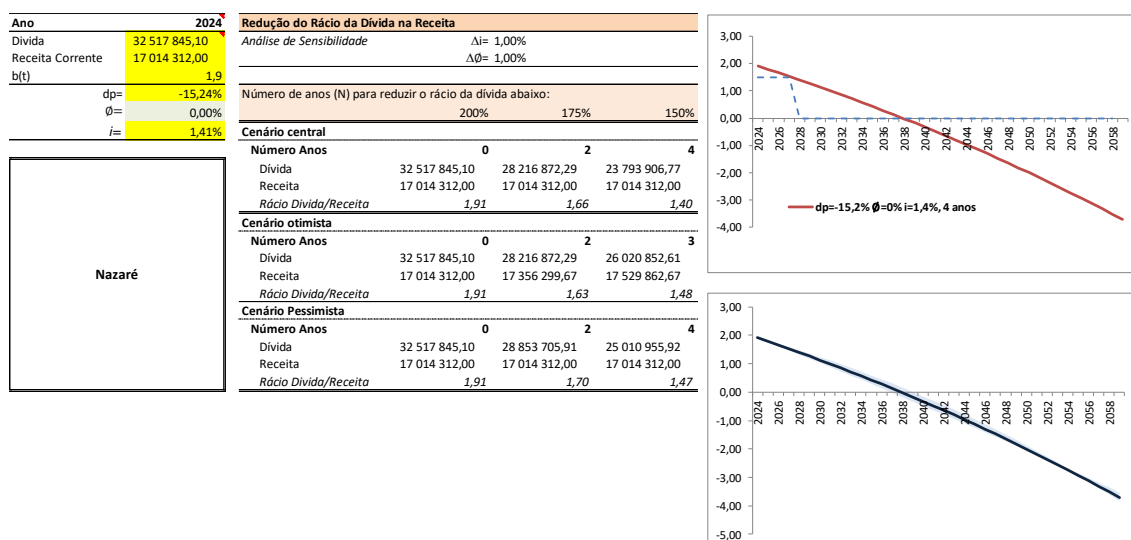 Ano 2024
Divida 32 517 845,10
Receita Corrente 17 014 312,00
b(t) 1,9
dp= -15,24%
Ø= 0,00%
i= 1,41%
Nazaré
Redução do Rácio da Dívida na Receita
Análise de Sensibilidade Δi= 1,00%
ΔØ= 1,00%
Número de anos (N) para reduzir o rácio da dívida abaixo:
200% 175% 150%
Cenário central
Número Anos 0 2 4
Dívida 32 517 845,10 28 216 872,29 23 793 906,77
Receita 17 014 312,00 17 014 312,00 17 014 312,00
Rácio Divida/Receita 1,91 1,66 1,40
Cenário otimista
Número Anos 0 2 3
Dívida 32 517 845,10 28 216 872,29 26 020 852,61
Receita 17 014 312,00 17 356 299,67 17 529 862,67
Rácio Divida/Receita 1,91 1,63 1,48
Cenário Pessimista
Número Anos 0 2 4
Dívida 32 517 845,10 28 853 705,91 25 010 955,92
Receita 17 014 312,00 17 014 312,00 17 014 312,00
Rácio Divida/Receita 1,91 1,70 1,47
3,00
2,00
1,00
0,00
-1,00
-2,00
-3,00
-4,00
2024 2026 2028 2030 2032 2034 2036 2038 2040 2042 2044 2046 2048 2050 2052 2054 2056 2058
dp=-15,2% Ø=0% i=1,4%, 4 anos
3,00
2,00
1,00
0,00
-1,00
-2,00
-3,00
-4,00
-5,00
2024 2026 2028 2030 2032 2034 2036 2038 2040 2042 2044 2046 2048 2050 2052 2054 2056 2058